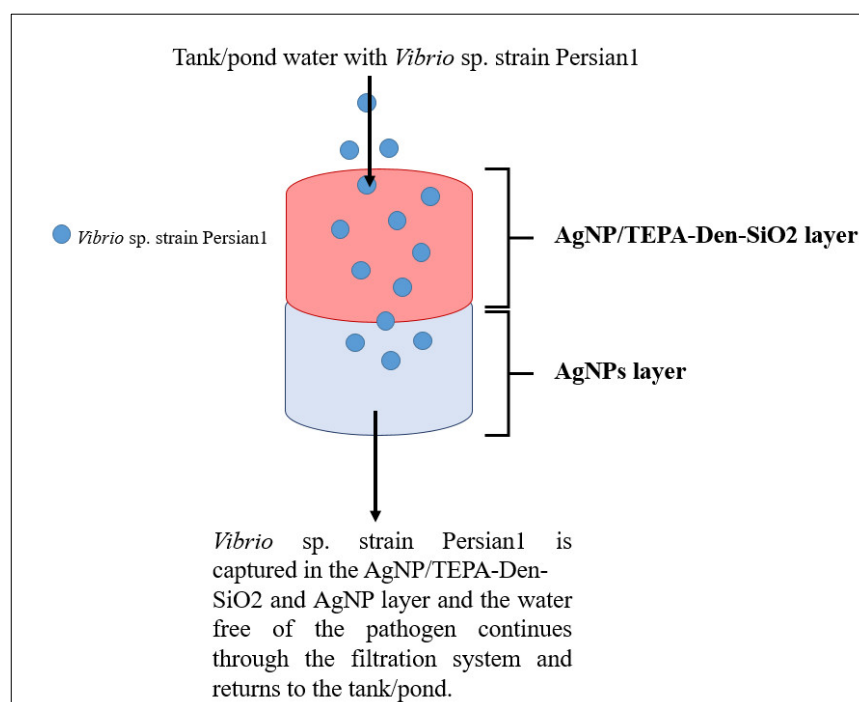 Tank/pond water with Vibrio sp. strain Persian1
Vibrio sp. strain Persian1
AgNP/TEPA-Den-SiO2 layer
AgNPs layer
Vibrio sp. strain Persian1 is
captured in the AgNP/TEPA-Den-
SiO2 and AgNP layer and the water
free of the pathogen continues
through the filtration system and
returns to the tank/pond.